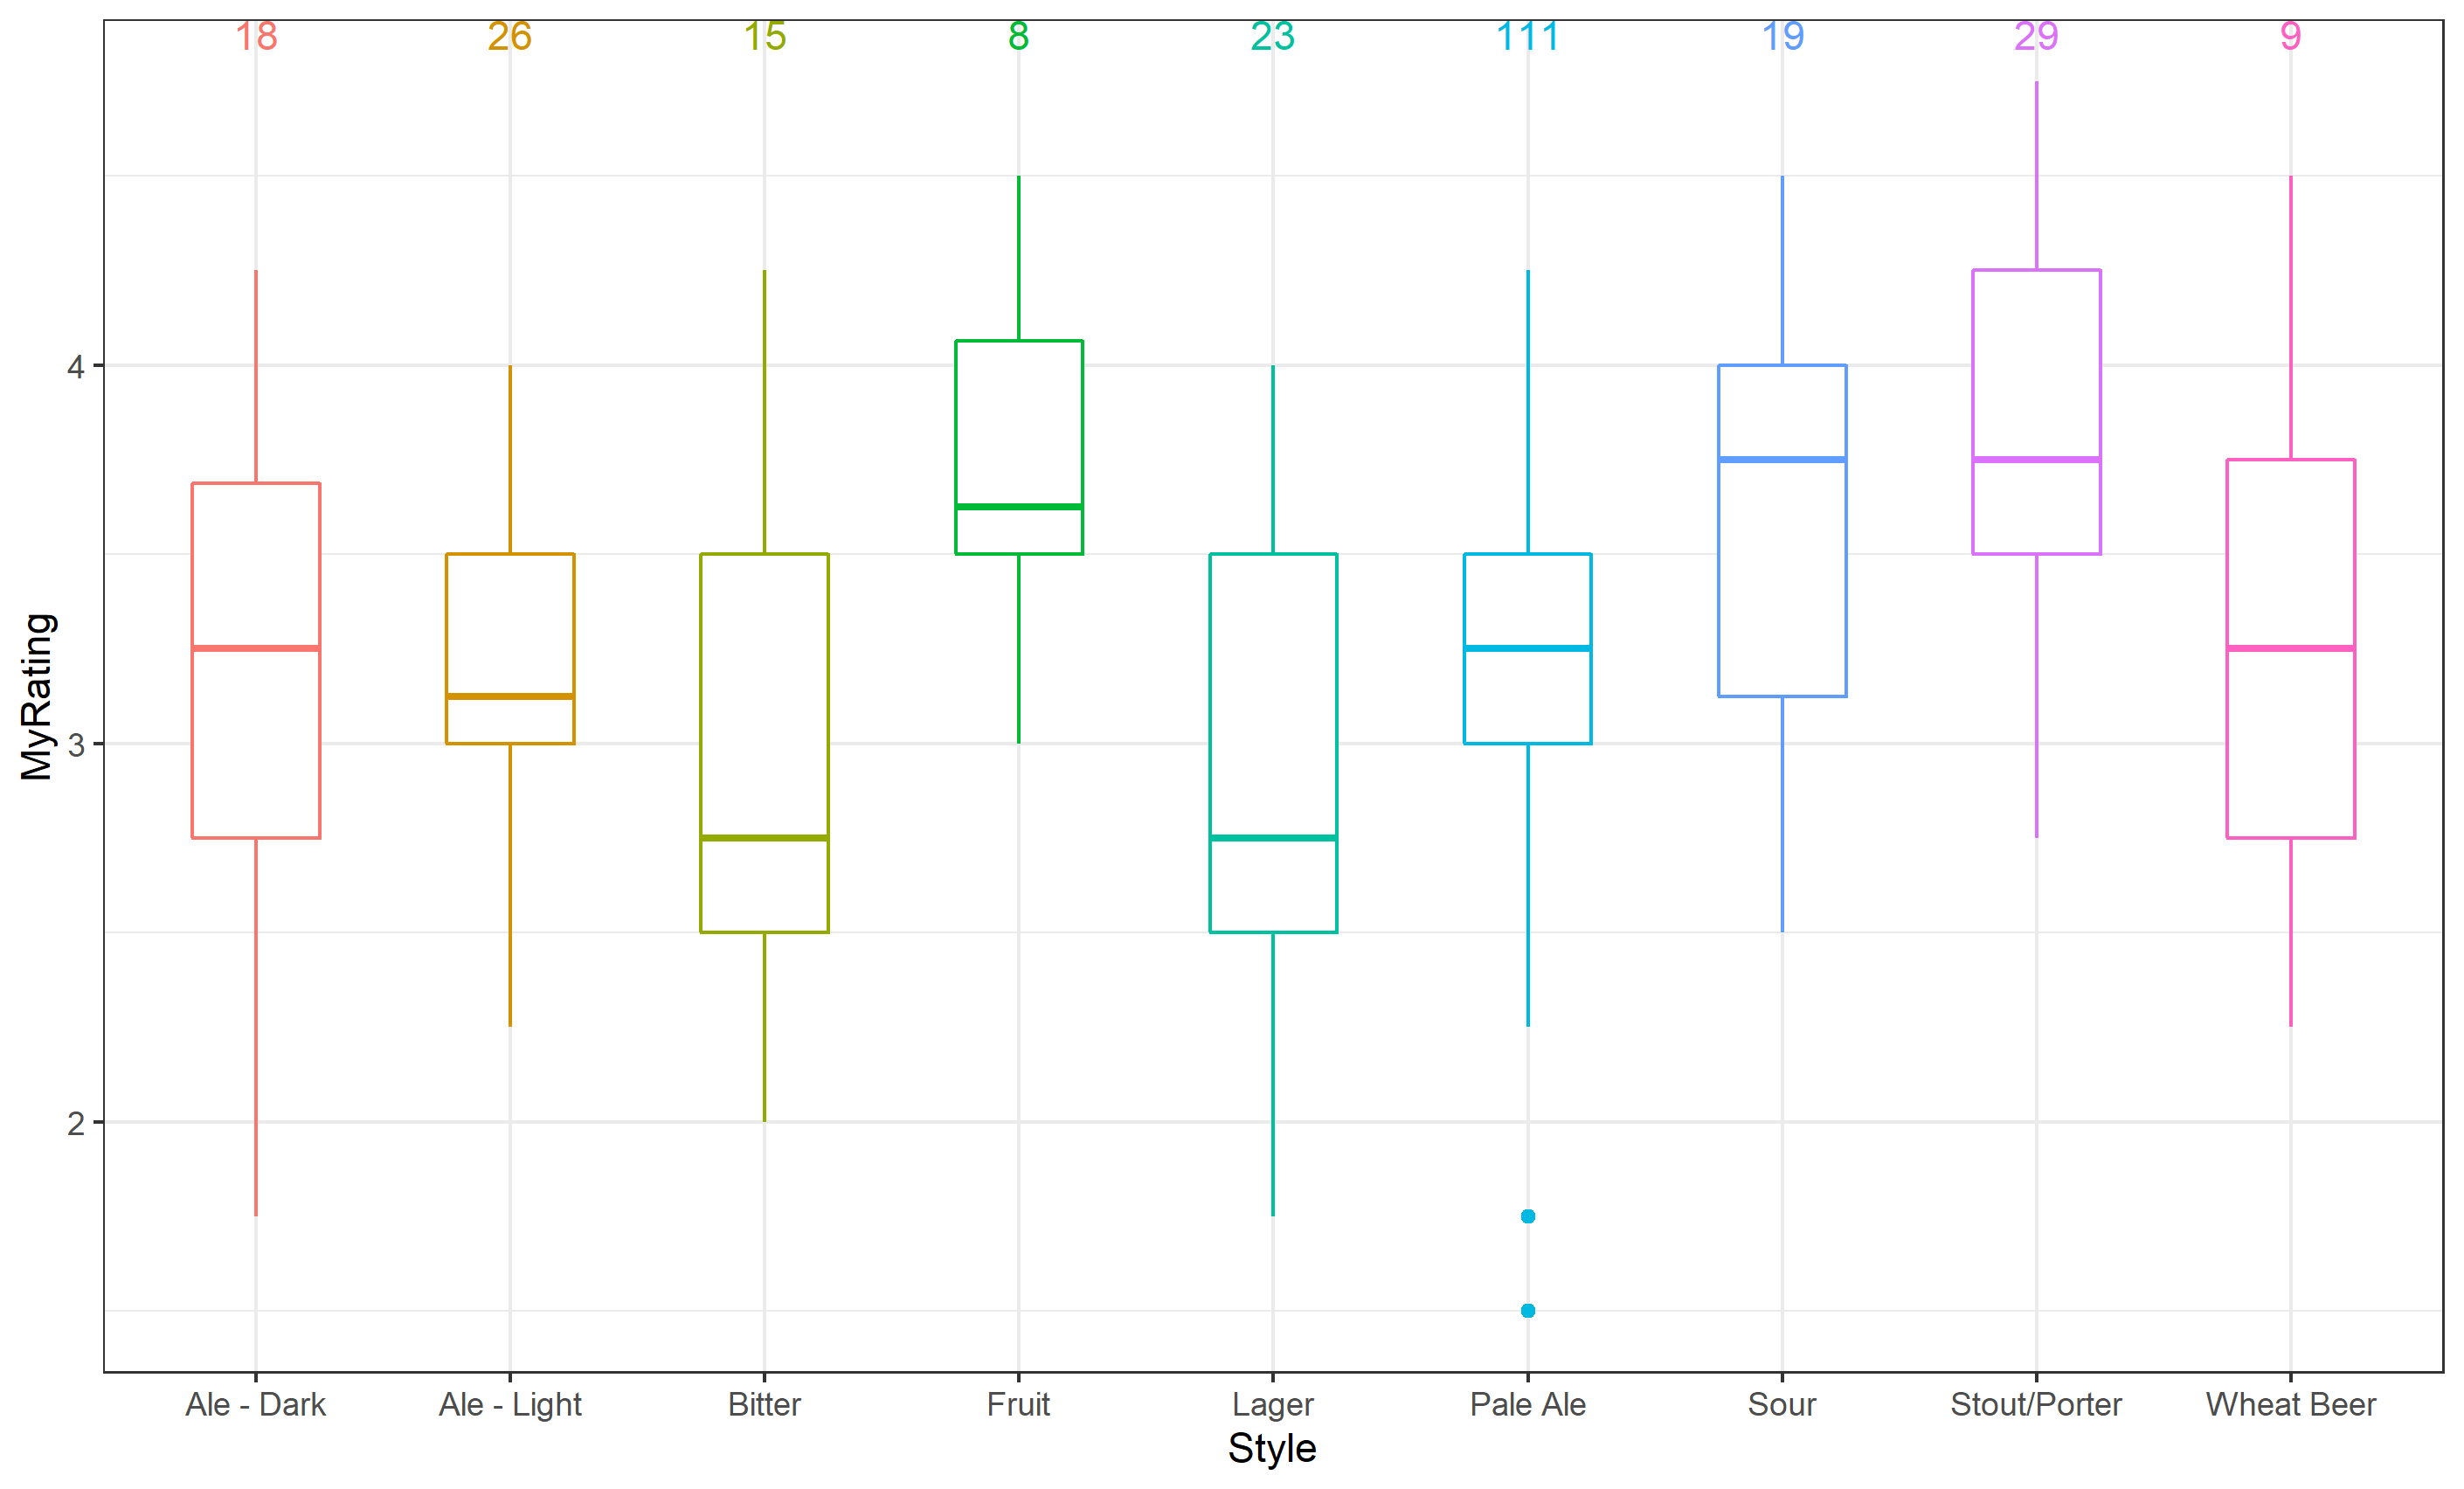 18 26 15 8 23 111 19 29 9
4
3
2
MyRating
Ale - Dark Ale - Light Bitter Fruit Lager Pale Ale Sour Stout/Porter Wheat Beer
Style